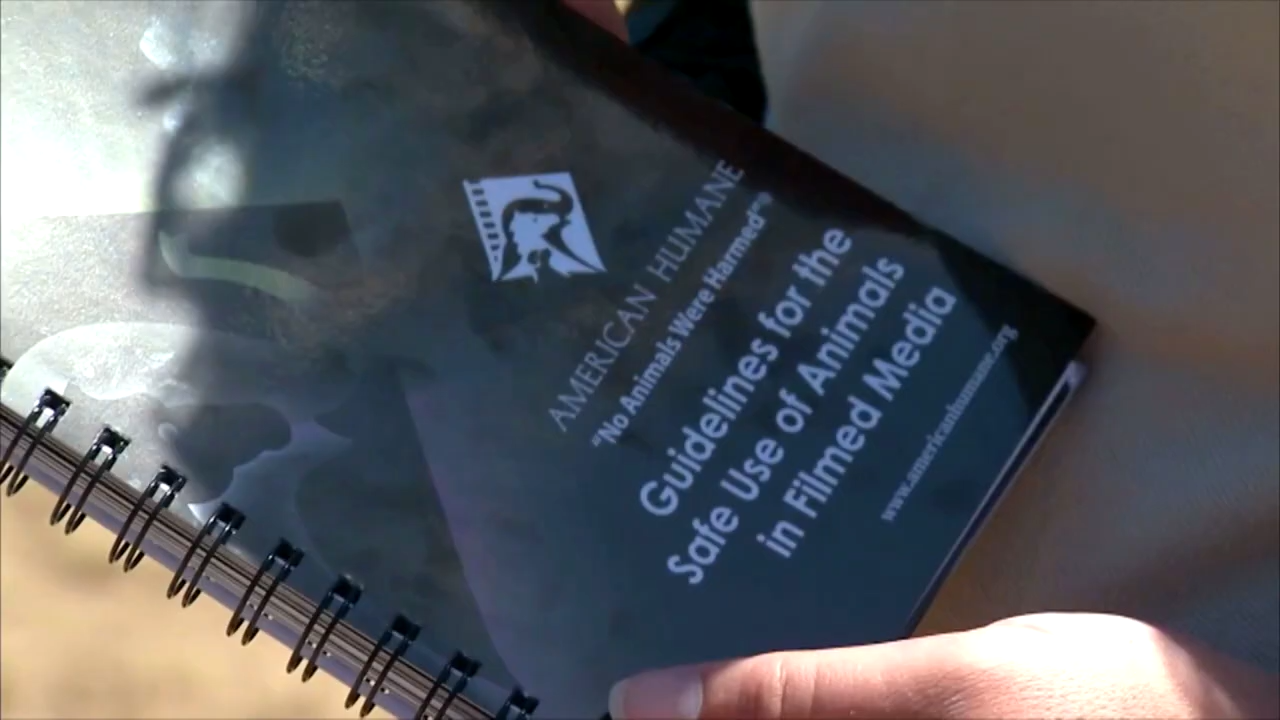 AMERICAN HUMANE
"No Animals Were Harmed"®
Guidelines for the
Safe Use of Animals
in Filmed Media
www.americanhumane.org